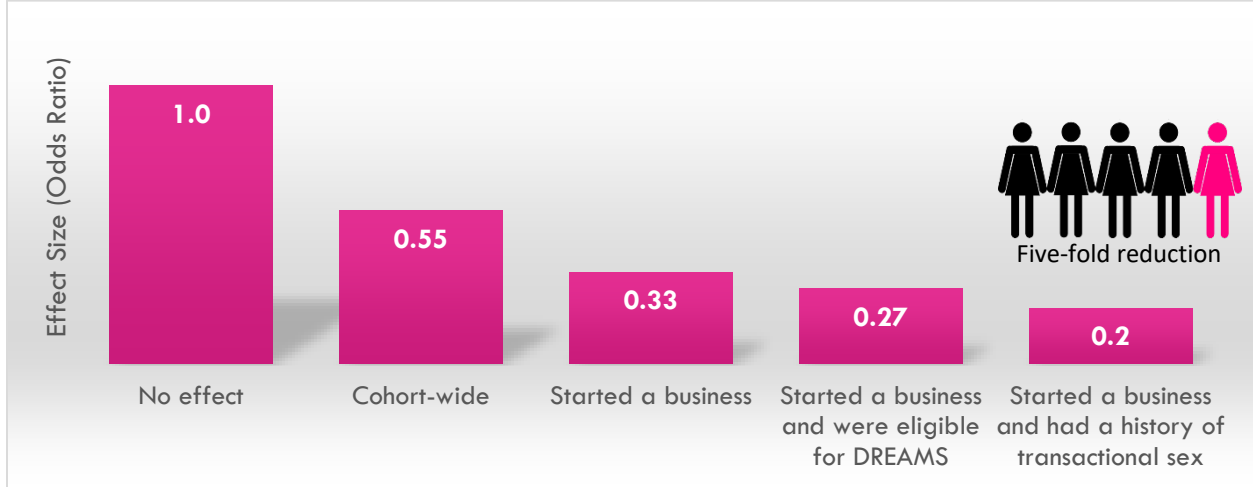 Effect Size (Odds Ratio)
1.0
0.55
0.33
0.27
0.2
Five-fold reduction
No effect
Cohort-wide
Started a business
Started a business
and were eligible
for DREAMS
Started a business
and had a history of
transactional sex